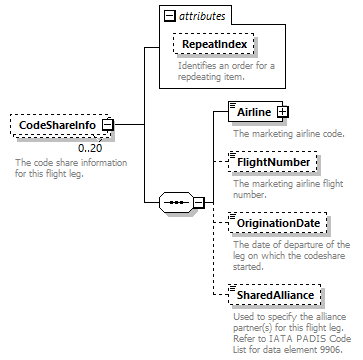 attributes
RepeatIndex
Identifies an order for a
repdeating item.
CodeShareInfo
0..20
The code share information
for this flight leg.
Airline
The marketing airline code.
FlightNumber
The marketing airline flight
number.
OriginationDate
The date of departure of the
leg on which the codeshare
started.
SharedAlliance
Used to specify the alliance
partner(s) for this flight leg.
Refer to IATA PADIS Code
List for data element 9906.